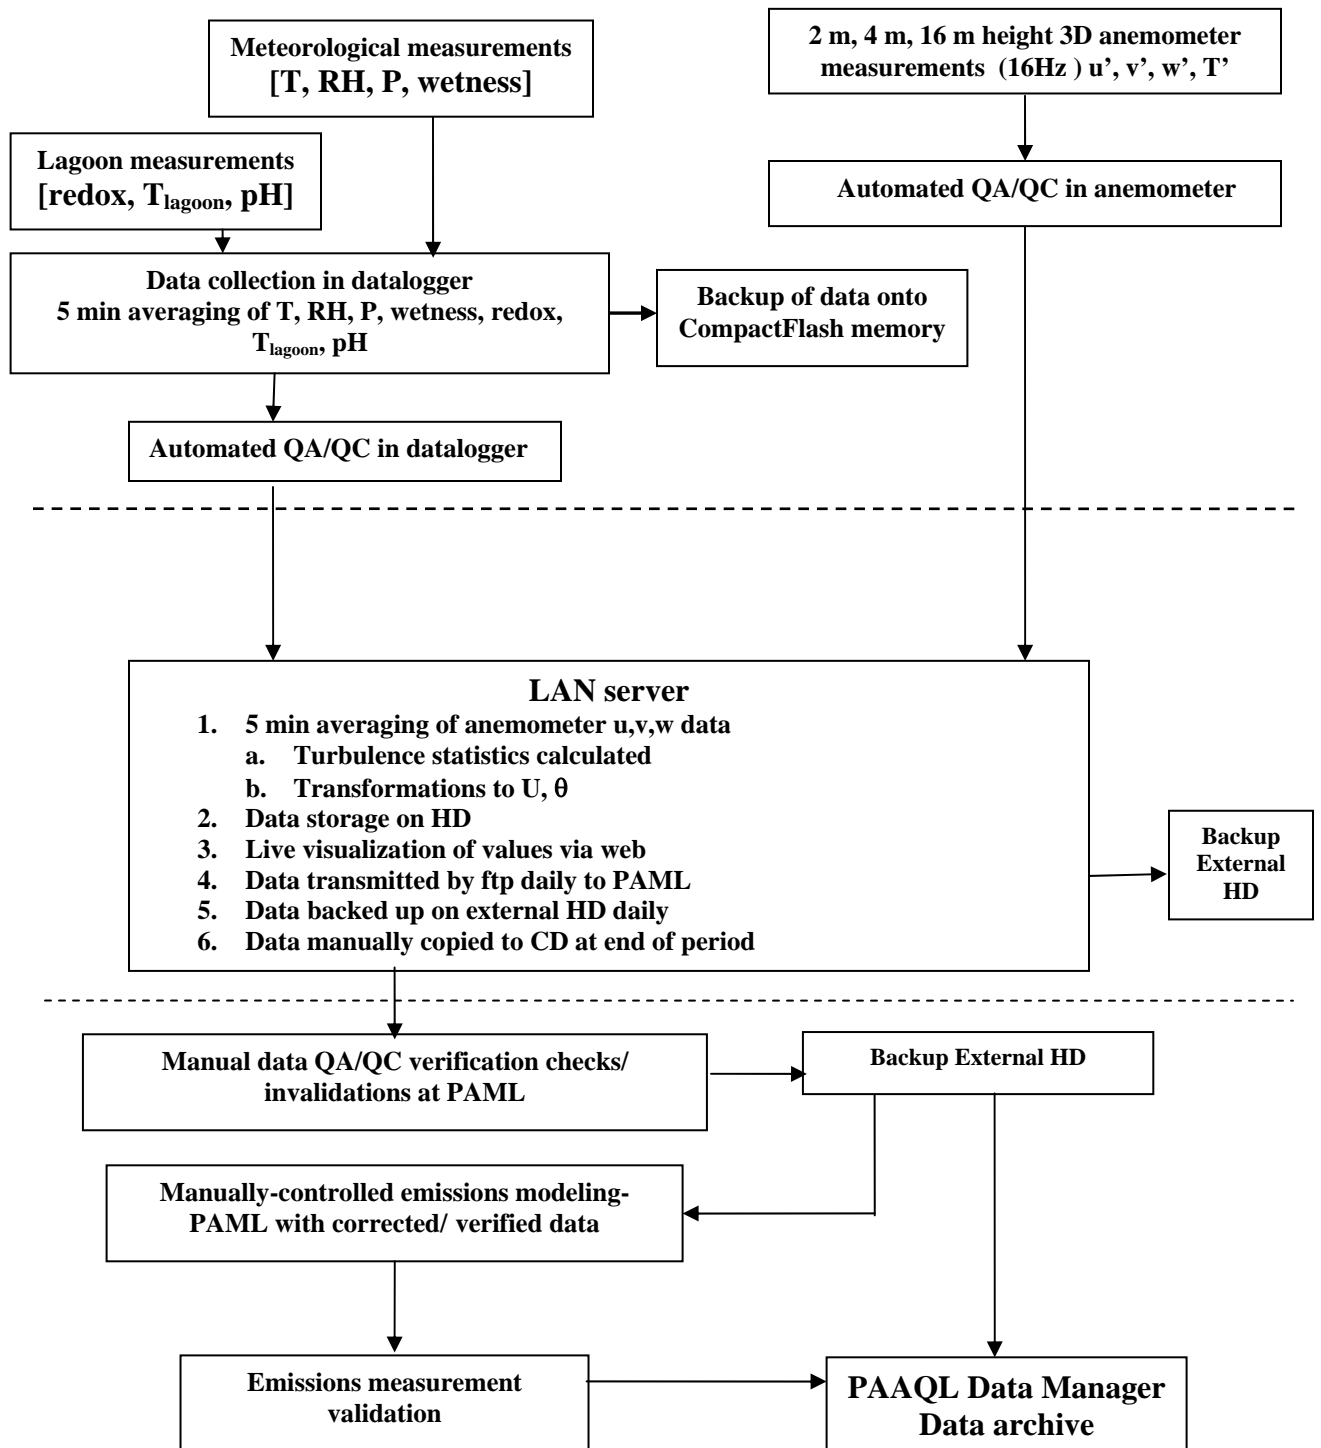 Meteorological measurements
[T, RH, P, wetness]
2 m, 4 m, 16 m height 3D anemometer
measurements (16Hz ) u’, v’, w’, T’
Lagoon measurements
[redox, Tlagoon, pH]
Automated QA/QC in anemometer
Data collection in datalogger
5 min averaging of T, RH, P, wetness, redox,
Tlagoon, pH
Backup of data onto
CompactFlash memory
Automated QA/QC in datalogger
LAN server
1. 5 min averaging of anemometer u,v,w data
a. Turbulence statistics calculated
b. Transformations to U, θ
2. Data storage on HD
3. Live visualization of values via web
4. Data transmitted by ftp daily to PAML
5. Data backed up on external HD daily
6. Data manually copied to CD at end of period
Backup
External
HD
Manual data QA/QC verification checks/
invalidations at PAML
Backup External HD
Manually-controlled emissions modeling-
PAML with corrected/ verified data
Emissions measurement
validation
PAAQL Data Manager
Data archive